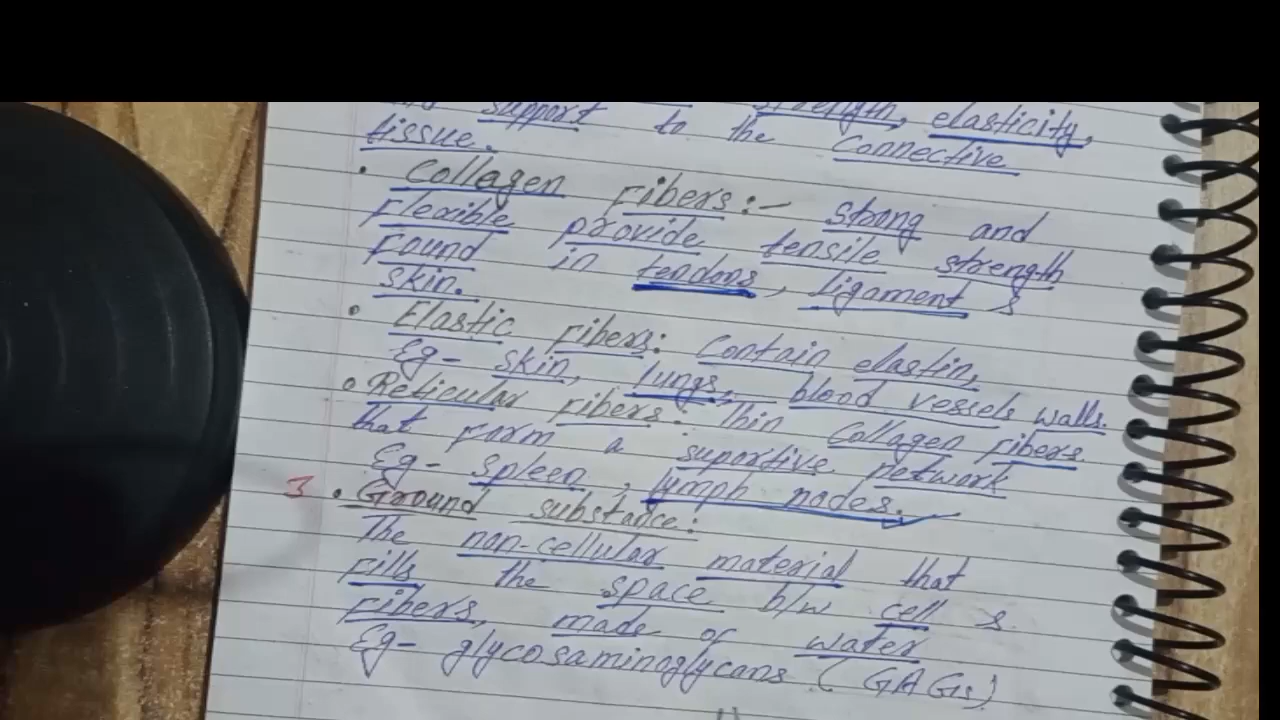 support to the strength, elasticity,
tissue. Connective
• Collagen Fibers:- strong and
Flexible provide tensile strength
Found in tendons, ligament s
skin.
• Elastic Fibers: Contain elastin,
Eg- skin, lungs, blood vessels walls.
• Reticular Fibers. Thin Collagen Fibers
that Form a suportive network
Eg- spleen, lymph nodes.
3 • Ground substance:
The non-cellular material that
Fills the space b/w cell s
Fibers, made of water
Eg- glycosaminoglycans (GAGs)